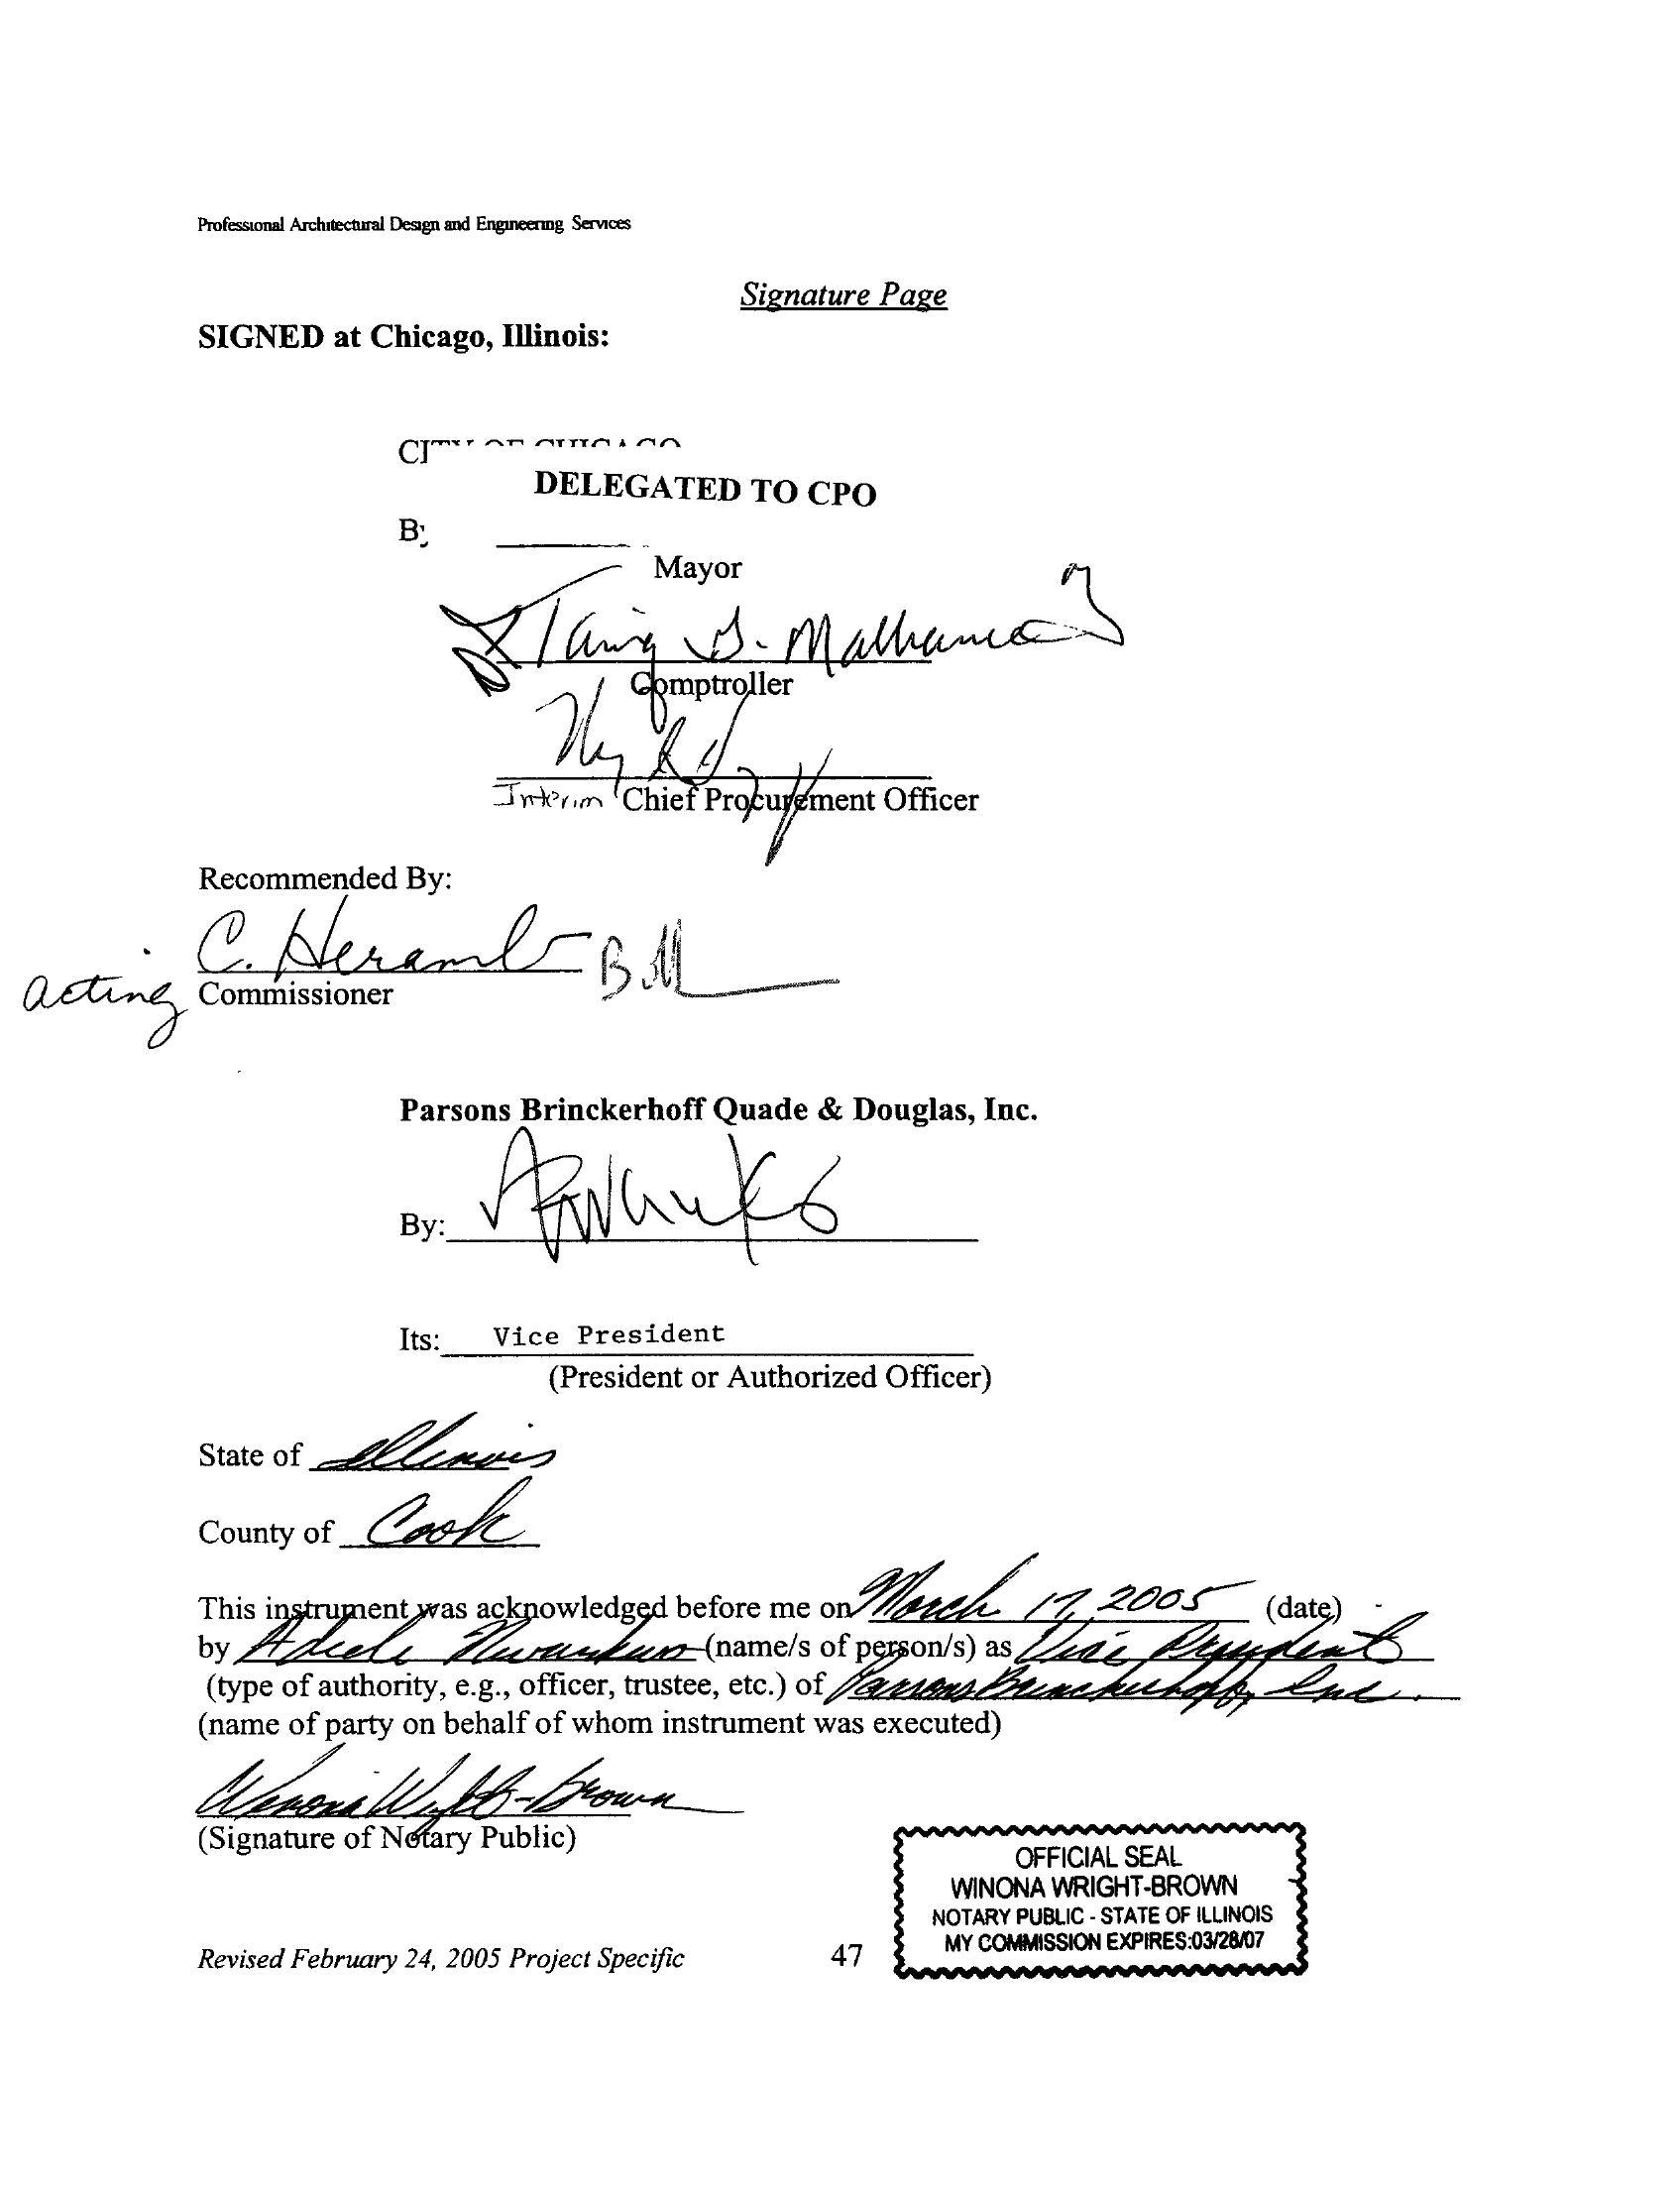 Professional Architectural Design and Engineering Services
Signature Page
SIGNED at Chicago, Illinois:
CITY OF CHICAGO
DELEGATED TO CPO
By
Mayor
Comptroller
Interim Chief Procurement Officer
Recommended By:
C. Heramb
acting Commissioner
Parsons Brinckerhoff Quade & Douglas, Inc.
By:
Its: Vice President
(President or Authorized Officer)
State of Illinois
County of Cook
This instrument was acknowledged before me on March 17, 2005 (date)
by Adeele Nwankwo (name/s of person/s) as Vice President
(type of authority, e.g., officer, trustee, etc.) of Parsons Brinckerhoff, Inc.
(name of party on behalf of whom instrument was executed)
Winona Wright-Brown
(Signature of Notary Public)
OFFICIAL SEAL
WINONA WRIGHT-BROWN
NOTARY PUBLIC - STATE OF ILLINOIS
MY COMMISSION EXPIRES:03/28/07
Revised February 24, 2005 Project Specific 47